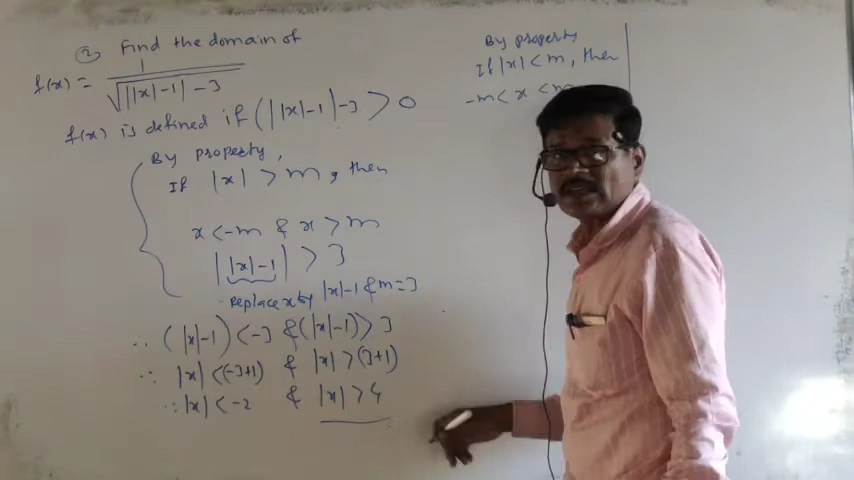 ② Find the domain of
f(x) = 1/√(||x|-1|-3)
f(x) is defined if (||x|-1|-3 > 0
By property,
If |x| > m, then
x < -m & x > m
||x|-1| > 3
replace x by |x|-1 & m = 3
∴ (|x|-1) < -3 & (|x|-1) > 3
∴ |x| < (-3+1) & |x| > (3+1)
∴ |x| < -2 & |x| > 4
By property
If |x| < m, then
-m < x < m